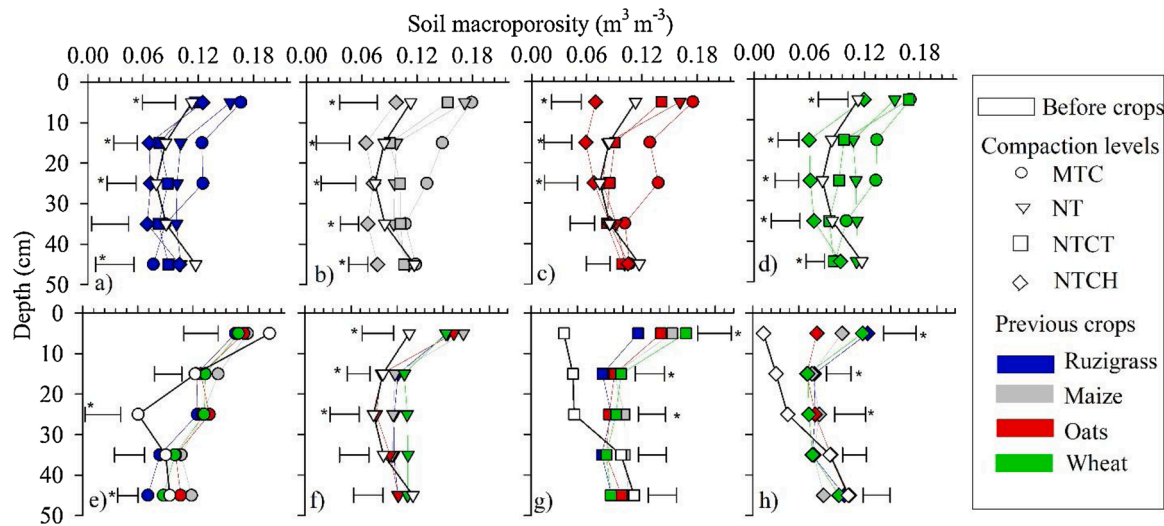 Soil macroporosity (m³ m⁻³)
0.00 0.06 0.12 0.18 0.00 0.06 0.12 0.18 0.00 0.06 0.12 0.18 0.06 0.12 0.18
0
10
20
30
40
50
* * * *
* * * *
* * * *
* *
* * *
a) b) c) d)
Depth (cm)
0
10
20
30
40
50
* * *
* * *
* * * *
*
e) f) g) h)
Before crops
Compaction levels
MTC
NT
NTCT
NTCH
Previous crops
Ruzigrass
Maize
Oats
Wheat